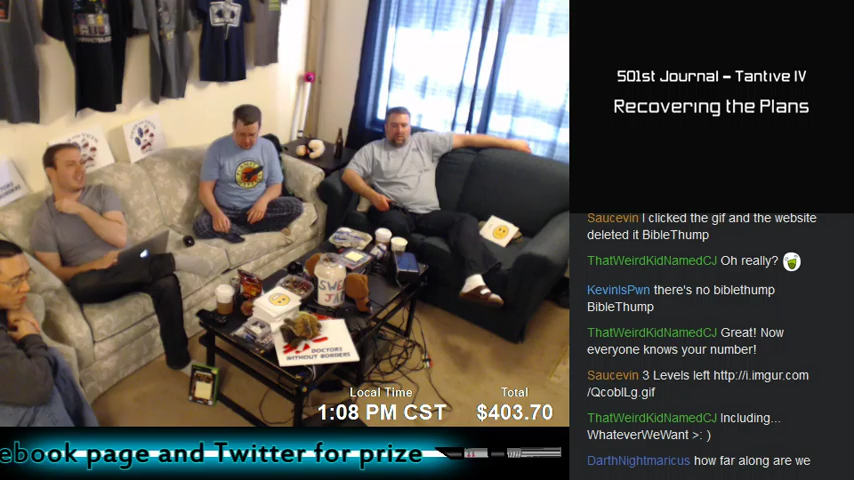 501st Journal – Tantive IV
Recovering the Plans
Saucevin I clicked the gif and the website
deleted it BibleThump
ThatWeirdKidNamedCJ Oh really?
KevinIsPwn there's no biblethump
BibleThump
ThatWeirdKidNamedCJ Great! Now
everyone knows your number!
Saucevin 3 Levels left http://i.imgur.com
/QcoblLg.gif
ThatWeirdKidNamedCJ Including...
WhateverWeWant >: )
DarthNightmaricus how far along are we
SWEAR
JAR
DOCTORS
WITHOUT BORDERS
Local Time
Total
1:08 PM CST
$403.70
ebook page and Twitter for prize